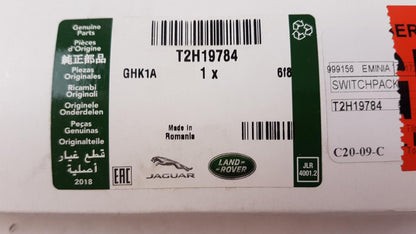 Genuine
Parts
Pièces
d'Origine
純正部品
Piezas
Originales
Ricambi
Originali
Originele
Onderdelen
Peças
Genuínas
Originalteile
قطع غيار
أصلية
2018
T2H19784
GHK1A 1 x 6f8
Made in
Romania
EAC
JAGUAR
LAND-
ROVER
JLR
4001.2
999156 EMINIA
SWITCHPACK
T2H19784
C20-09-C